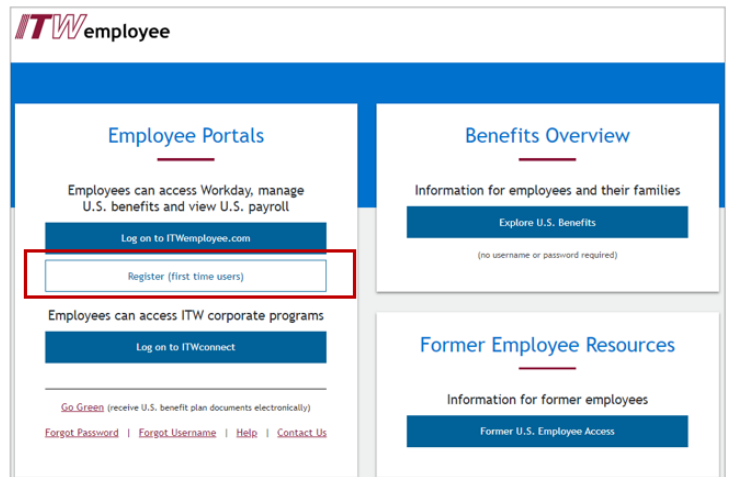 ITWemployee
Employee Portals
Employees can access Workday, manage
U.S. benefits and view U.S. payroll
Log on to ITWemployee.com
Register (first time users)
Employees can access ITW corporate programs
Log on to ITWconnect
Go Green (receive U.S. benefit plan documents electronically)
Forgot Password | Forgot Username | Help | Contact Us
Benefits Overview
Information for employees and their families
Explore U.S. Benefits
(no username or password required)
Former Employee Resources
Information for former employees
Former U.S. Employee Access